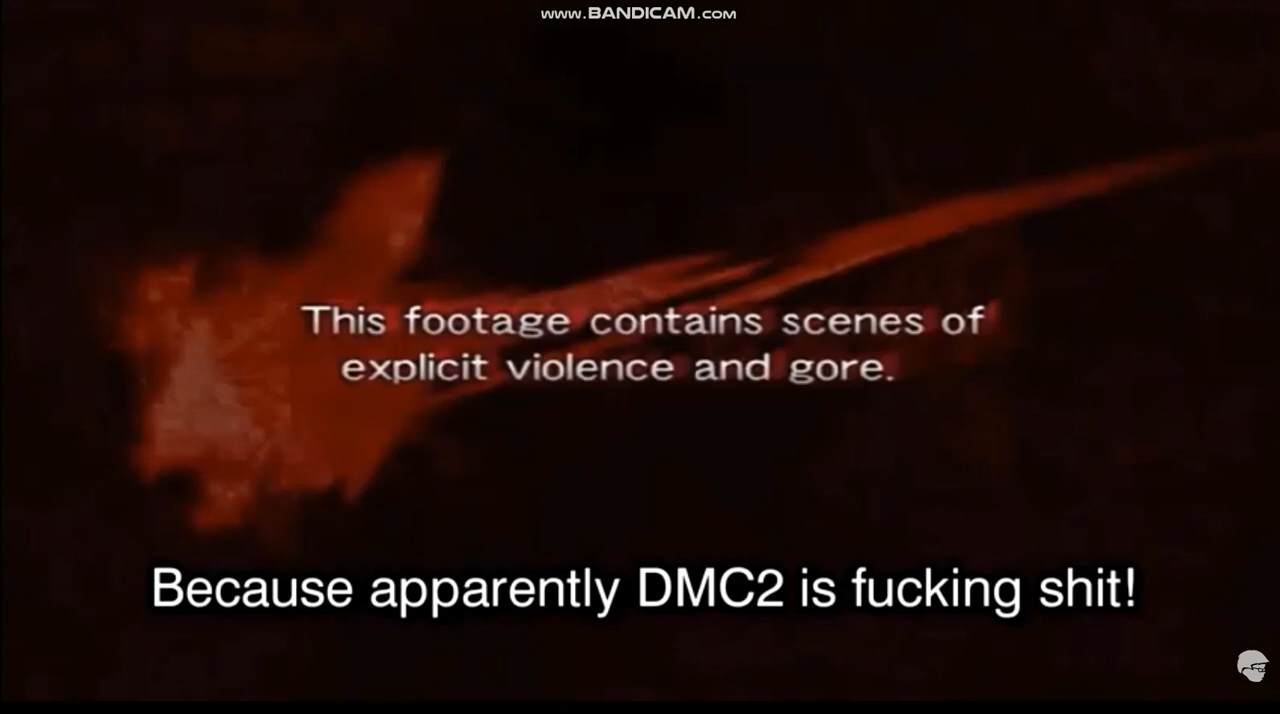 www.BANDICAM.com
This footage contains scenes of
explicit violence and gore.
Because apparently DMC2 is fucking shit!